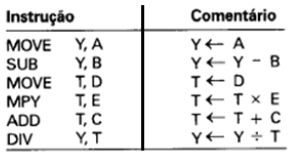 Instrução Comentário
MOVE Y, A Y ← A
SUB Y, B Y ← Y − B
MOVE T, D T ← D
MPY T, E T ← T × E
ADD T, C T ← T + C
DIV Y, T Y ← Y ÷ T